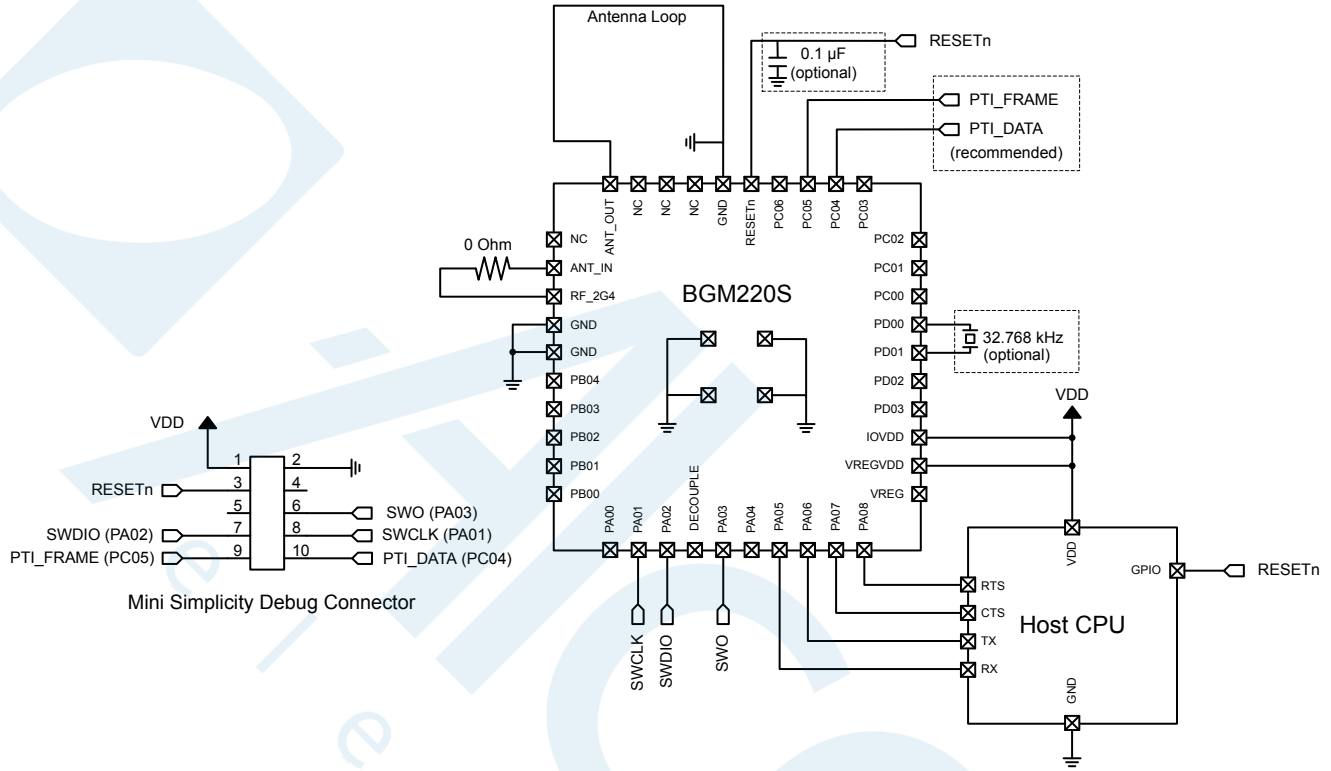 Antenna Loop
RESETn
0.1 µF
(optional)
PTI_FRAME
PTI_DATA
(recommended)
ANT_OUT
NC
NC
NC
GND
RESETn
PC06
PC05
PC04
PC03
NC
ANT_IN
RF_2G4
GND
GND
PB04
PB03
PB02
PB01
PB00
0 Ohm
BGM220S
PC02
PC01
PC00
PD00
PD01
PD02
PD03
IOVDD
VREGVDD
VREG
32.768 kHz
(optional)
VDD
PA00
PA01
PA02
DECOUPLE
PA03
PA04
PA05
PA06
PA07
PA08
SWCLK
SWDIO
SWO
VDD
1
2
RESETn
3
4
5
6
SWO (PA03)
SWDIO (PA02)
7
8
SWCLK (PA01)
PTI_FRAME (PC05)
9
10
PTI_DATA (PC04)
Mini Simplicity Debug Connector
VDD
GPIO
RESETn
RTS
CTS
TX
RX
Host CPU
GND